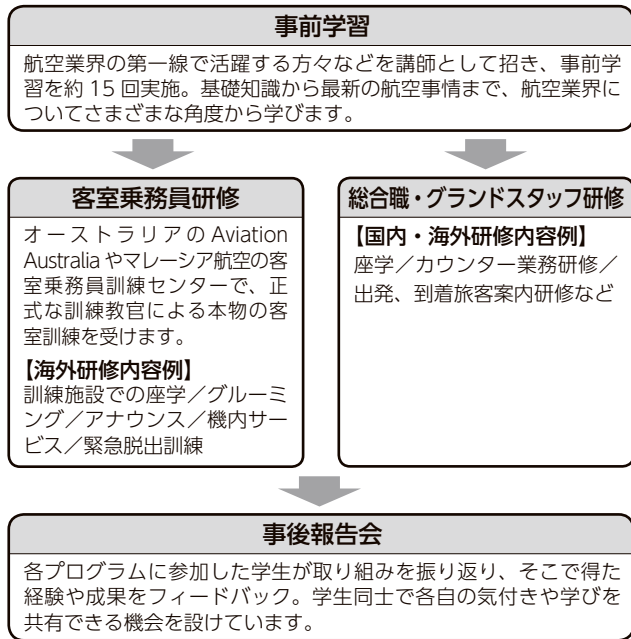 事前学習
航空業界の第一線で活躍する方々などを講師として招き、事前学
習を約 15 回実施。基礎知識から最新の航空事情まで、航空業界に
ついてさまざまな角度から学びます。
客室乗務員研修
オーストラリアの Aviation
Australia やマレーシア航空の客
室乗務員訓練センターで、正
式な訓練教官による本物の客
室訓練を受けます。
【海外研修内容例】
訓練施設での座学／グルーミ
ング／アナウンス／機内サー
ビス／緊急脱出訓練
総合職・グランドスタッフ研修
【国内・海外研修内容例】
座学／カウンター業務研修／
出発、到着旅客案内研修など
事後報告会
各プログラムに参加した学生が取り組みを振り返り、そこで得た
経験や成果をフィードバック。学生同士で各自の気付きや学びを
共有できる機会を設けています。